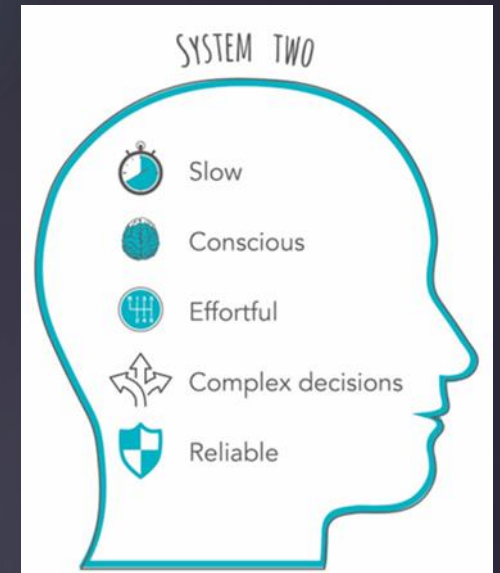 SYSTEM TWO
Slow
Conscious
Effortful
Complex decisions
Reliable